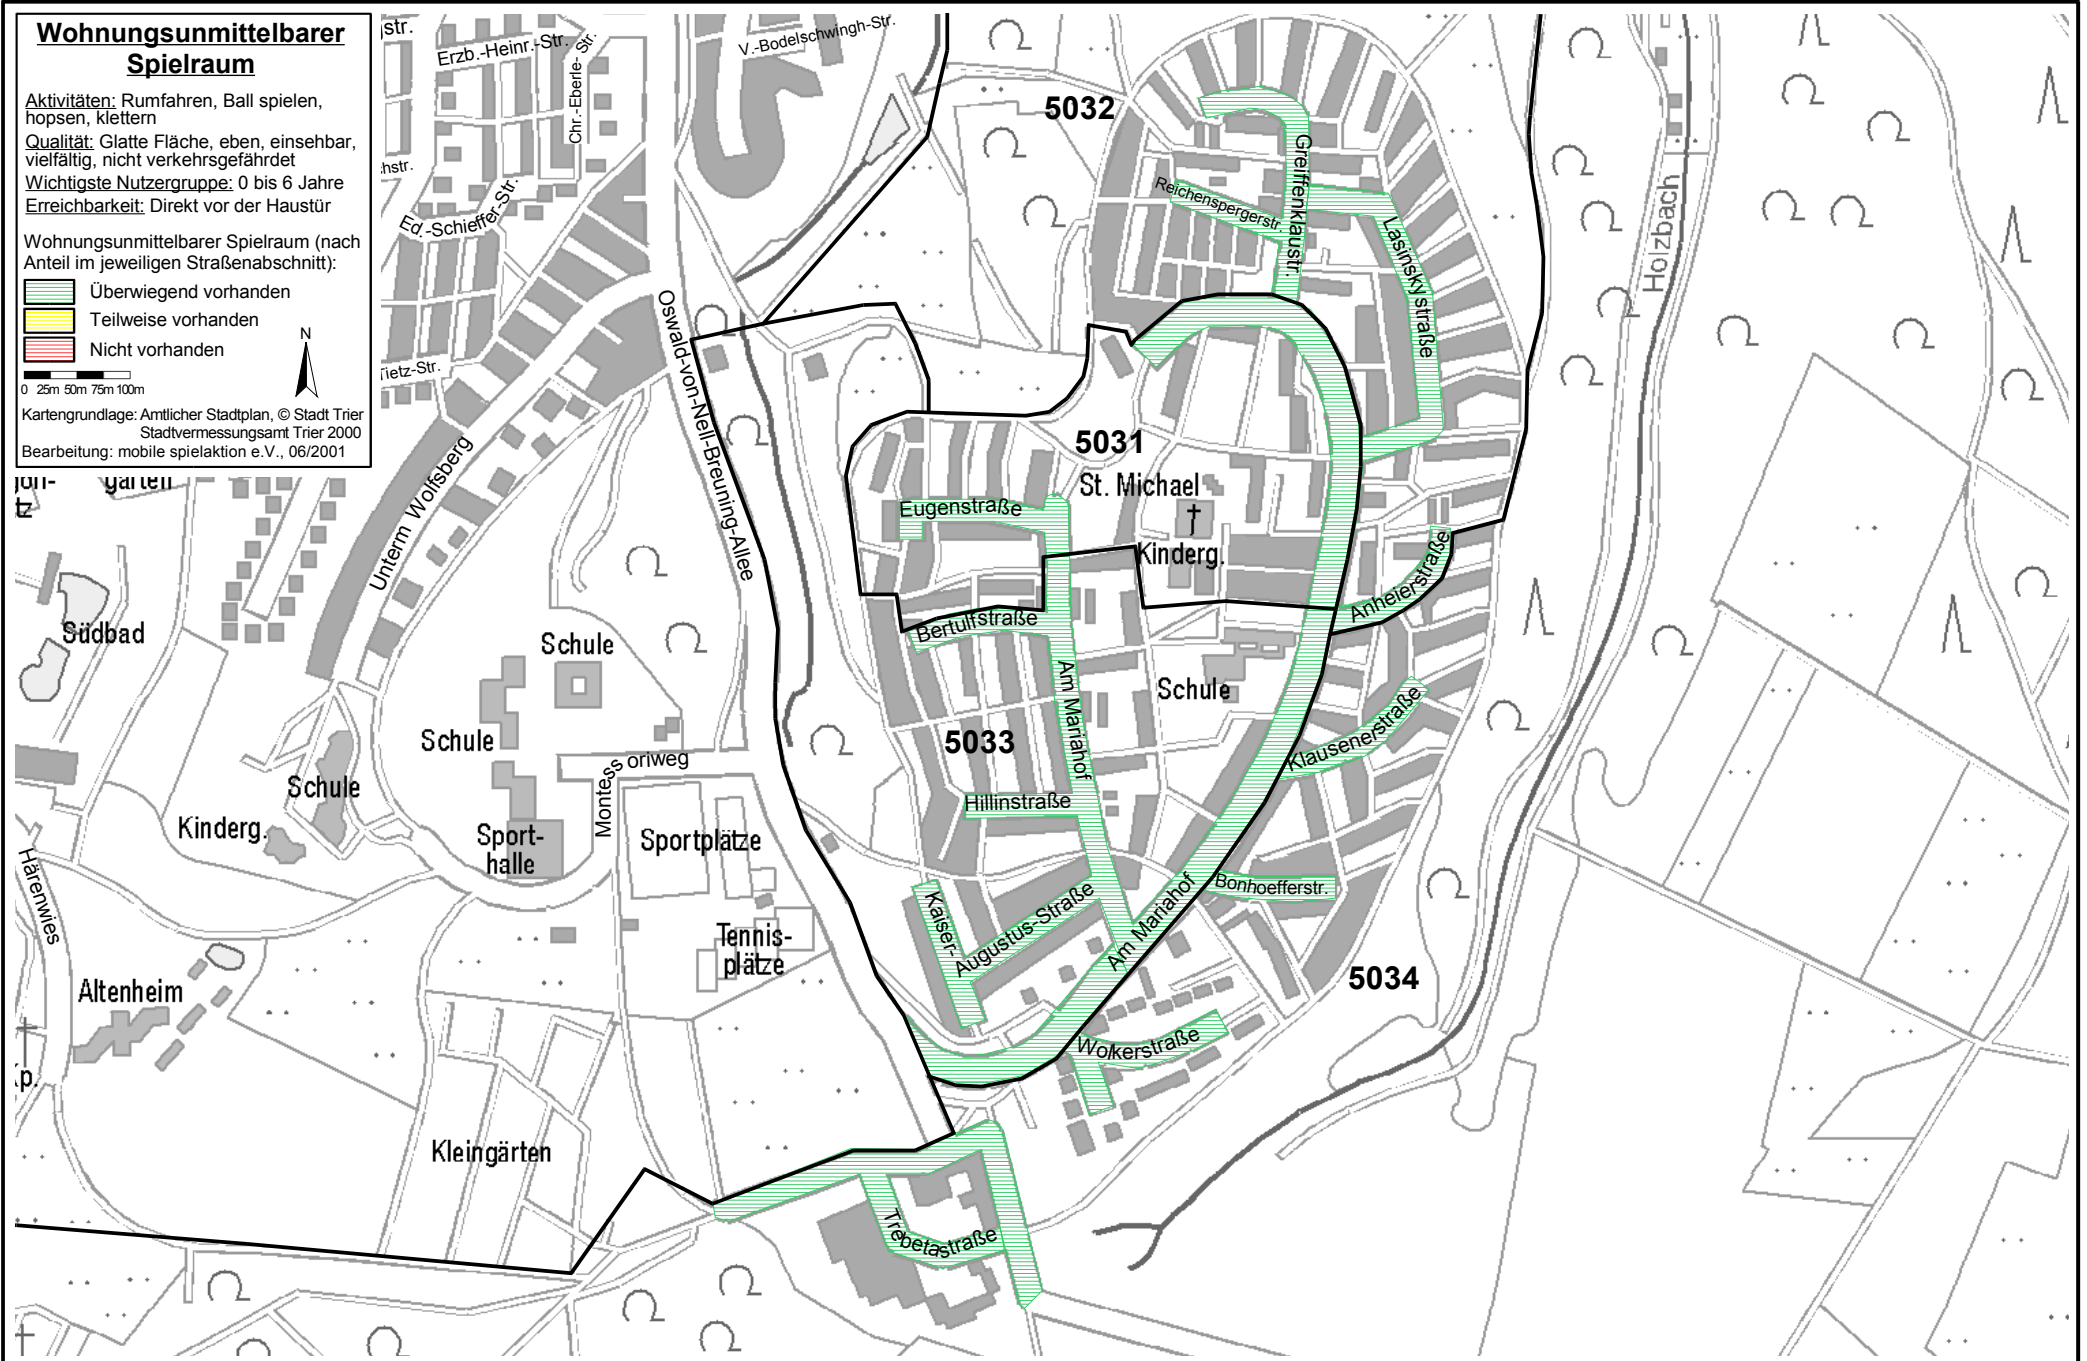 Wohnungsunmittelbarer
Spielraum
Aktivitäten: Rumfahren, Ball spielen,
hopsen, klettern
Qualität: Glatte Fläche, eben, einsehbar,
vielfältig, nicht verkehrsgefährdet
Wichtigste Nutzergruppe: 0 bis 6 Jahre
Erreichbarkeit: Direkt vor der Haustür
Wohnungsunmittelbarer Spielraum (nach
Anteil im jeweiligen Straßenabschnitt):
Überwiegend vorhanden
Teilweise vorhanden
Nicht vorhanden
N
0 25m 50m 75m 100m
Kartengrundlage: Amtlicher Stadtplan, © Stadt Trier
Stadtvermessungsamt Trier 2000
Bearbeitung: mobile spielaktion e.V., 06/2001
str.
Erzb.-Heinr.-Str.
Chr.-Eberle-Str.
V.-Bodelschwingh-Str.
hstr.
Ed.-Schieffer-Str.
Tietz-Str.
Unterm Wolfsberg
Oswald-von-Nell-Breuning-Allee
5032
Greiffenklaustr.
Reichenspergerstr.
Lasinskystraße
Holzbach
5031
St. Michael
Kinderg.
Eugenstraße
Anheierstraße
Bertulfstraße
gärten
tz
Südbad
Schule
Schule
Schule
Am Mariahof
Schule
5033
Klausenerstraße
Montessoriweg
Hillinstraße
Kinderg.
Sport-
halle
Sportplätze
Härenwies
Kaiser-
Augustus-Straße
Bonhoefferstr.
Am Mariahof
Tennis-
plätze
Altenheim
5034
Wolkerstraße
Kp.
Kleingärten
Trebetastraße